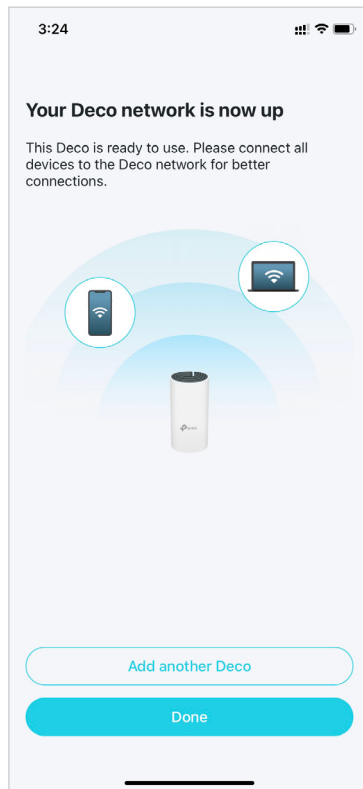 3:24
Your Deco network is now up
This Deco is ready to use. Please connect all
devices to the Deco network for better
connections.
Add another Deco
Done